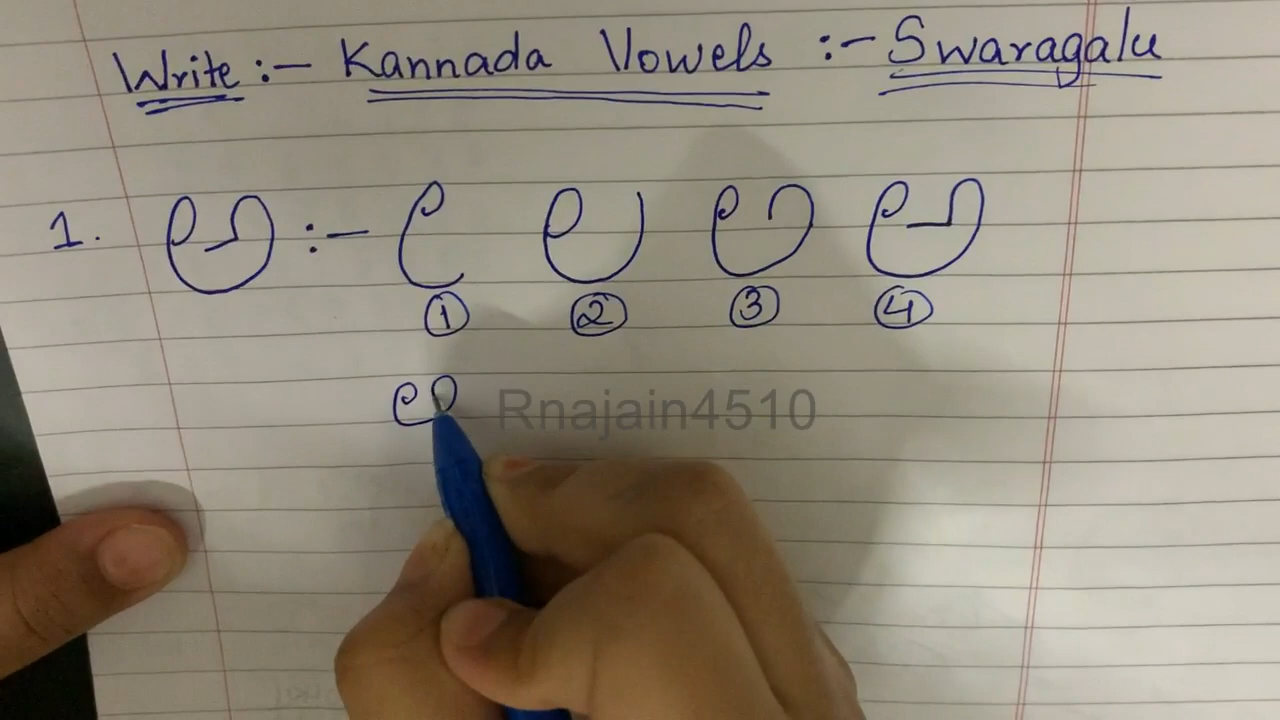 Write :- Kannada Vowels :- Swaragalu
1. ಅ :-
1 2 3 4
Rnajain4510